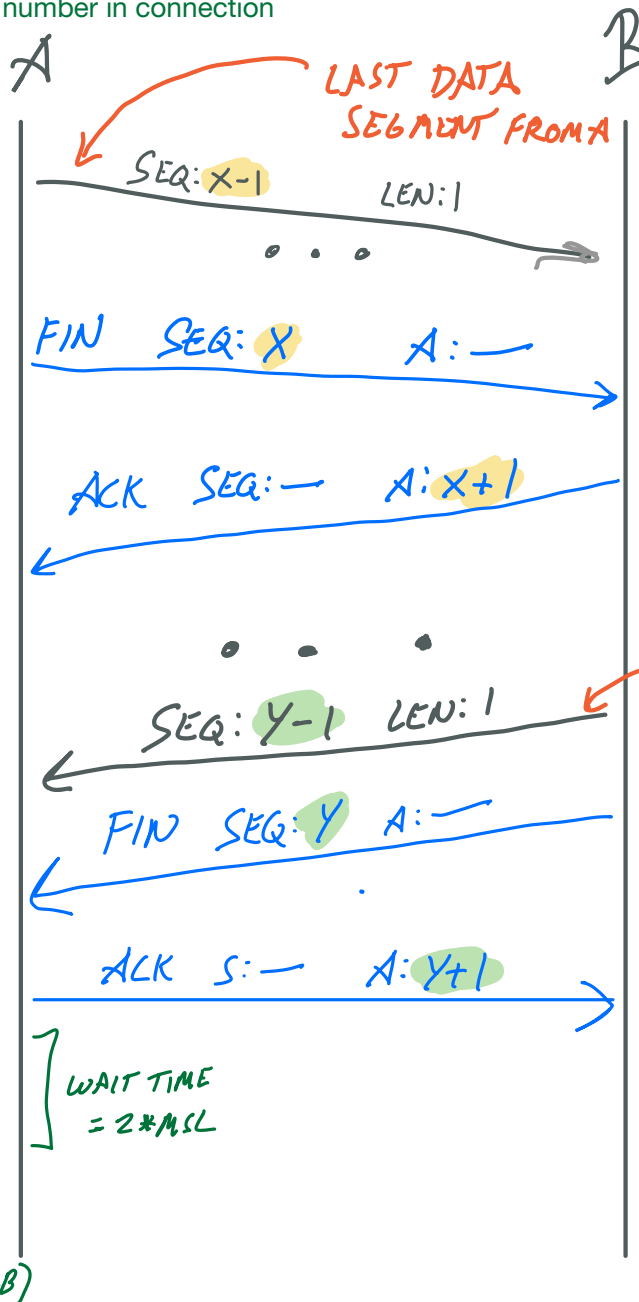 number in connection
A B
LAST DATA
SEGMENT FROM A
SEQ: X-1 LEN:1
FIN SEQ: X A: —
ACK SEQ: — A: X+1
SEQ: Y-1 LEN: 1
FIN SEQ: Y A: —
ACK S: — A: Y+1
WAIT TIME
= 2*MSL
B)